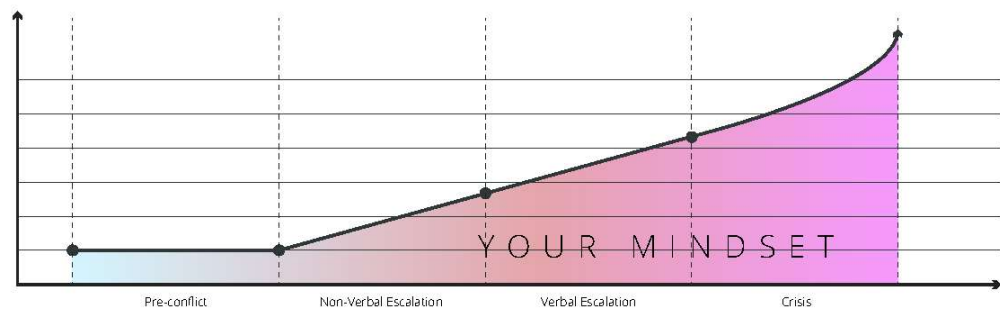 YOUR MINDSET
Pre-conflict
Non-Verbal Escalation
Verbal Escalation
Crisis